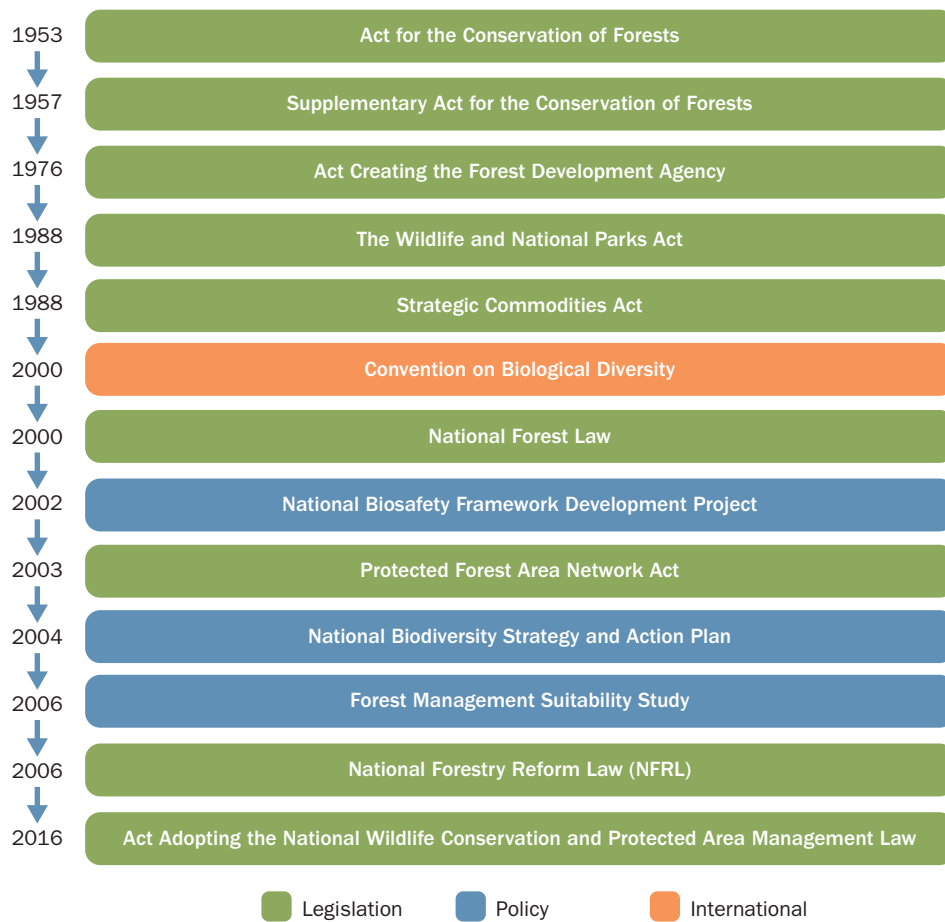 1953 Act for the Conservation of Forests
1957 Supplementary Act for the Conservation of Forests
1976 Act Creating the Forest Development Agency
1988 The Wildlife and National Parks Act
1988 Strategic Commodities Act
2000 Convention on Biological Diversity
2000 National Forest Law
2002 National Biosafety Framework Development Project
2003 Protected Forest Area Network Act
2004 National Biodiversity Strategy and Action Plan
2006 Forest Management Suitability Study
2006 National Forestry Reform Law (NFRL)
2016 Act Adopting the National Wildlife Conservation and Protected Area Management Law
Legislation Policy International